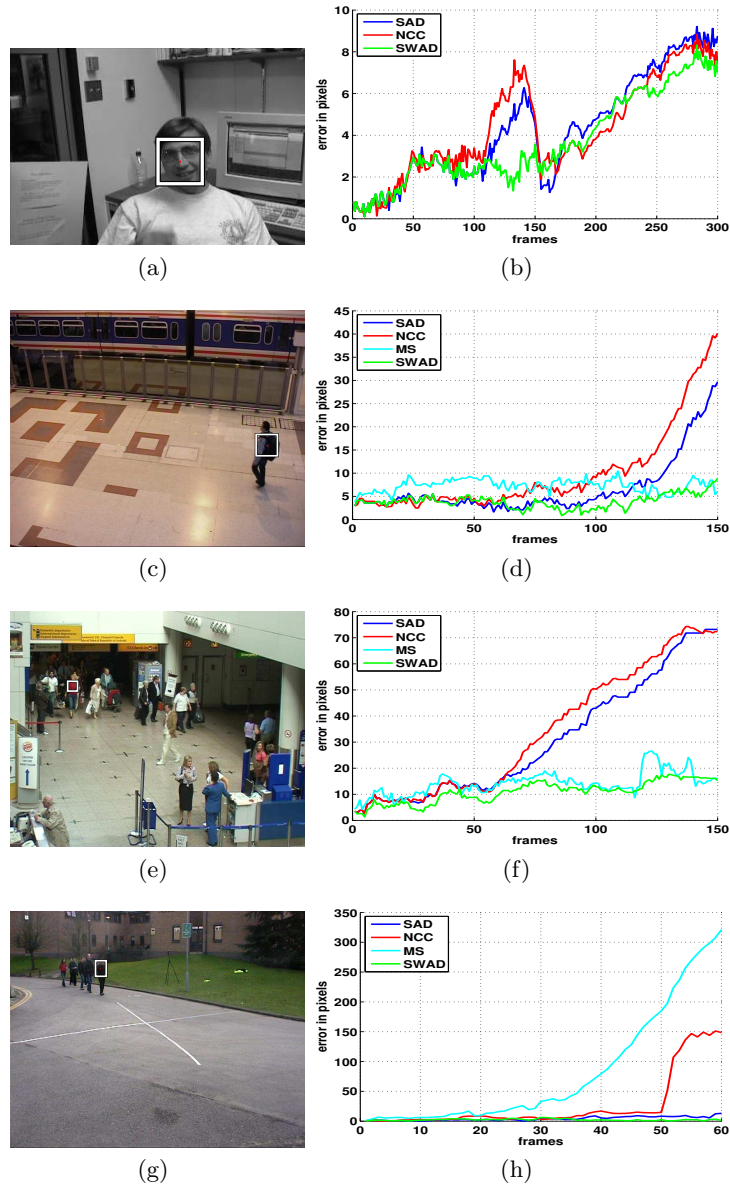 10
8
6
4
2
0
error in pixels
SAD
NCC
SWAD
0 50 100 150 200 250 300
frames
(a)
(b)
45
40
35
30
25
20
15
10
5
0
error in pixels
SAD
NCC
MS
SWAD
0 50 100 150
frames
(c)
(d)
80
70
60
50
40
30
20
10
0
error in pixels
SAD
NCC
MS
SWAD
0 50 100 150
frames
(e)
(f)
350
300
250
200
150
100
50
0
error in pixels
SAD
NCC
MS
SWAD
0 10 20 30 40 50 60
frames
(g)
(h)